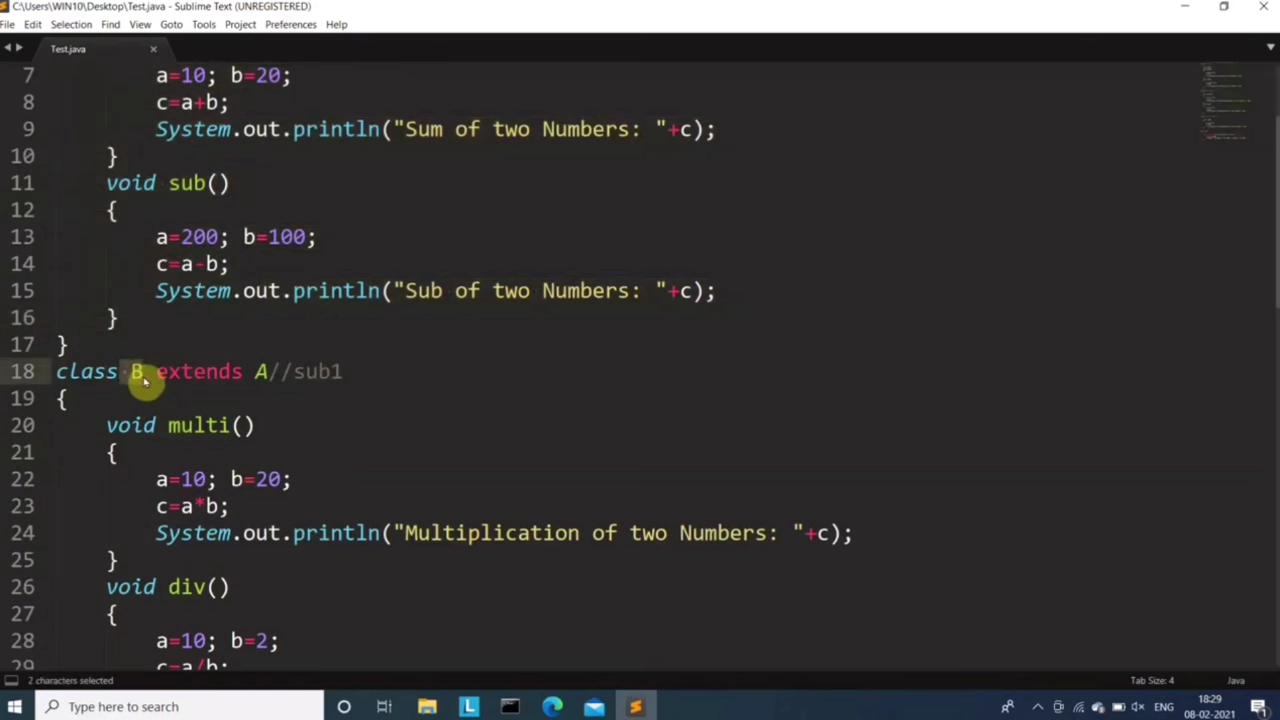 C:\Users\WIN10\Desktop\Test.java - Sublime Text (UNREGISTERED)
File Edit Selection Find View Goto Tools Project Preferences Help
Test.java
7 a=10; b=20;
8 c=a+b;
9 System.out.println("Sum of two Numbers: "+c);
10 }
11 void sub()
12 {
13 a=200; b=100;
14 c=a-b;
15 System.out.println("Sub of two Numbers: "+c);
16 }
17 }
18 class B extends A//sub1
19 {
20 void multi()
21 {
22 a=10; b=20;
23 c=a*b;
24 System.out.println("Multiplication of two Numbers: "+c);
25 }
26 void div()
27 {
28 a=10; b=2;
29 c=a/b;
2 characters selected Tab Size: 4 Java
Type here to search L ENG 18:29
08-02-2021 1